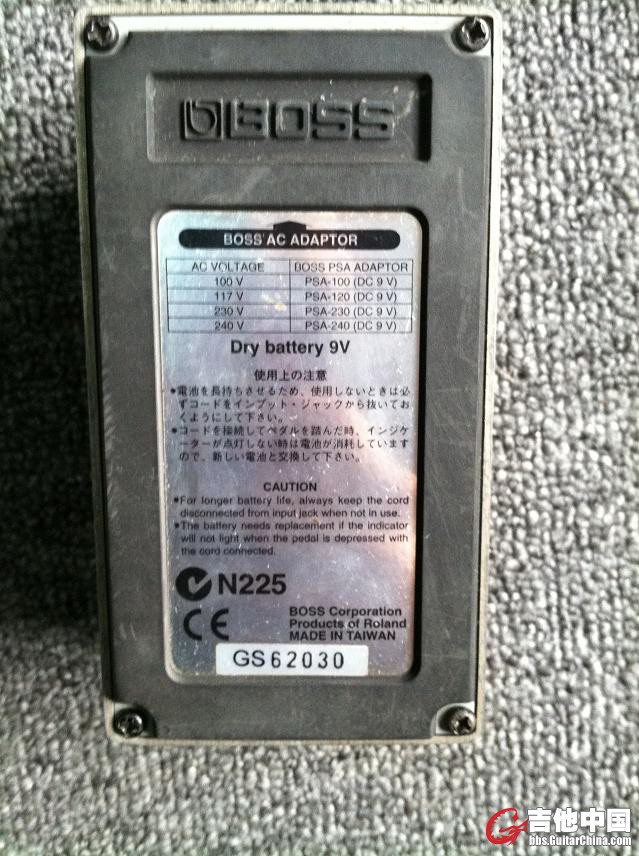 BOSS
BOSS AC ADAPTOR
AC VOLTAGE BOSS PSA ADAPTOR
100 V PSA-100 (DC 9 V)
117 V PSA-120 (DC 9 V)
230 V PSA-230 (DC 9 V)
240 V PSA-240 (DC 9 V)
Dry battery 9V
使用上の注意
●電池を長持ちさせるため、使用しないときは必
ずコードをインプット・ジャックから抜いてお
くようにして下さい。
●コードを接続してペダルを踏んだ時、インジケ
ーターが点灯しない時は電池が消耗しています
ので、新しい電池と交換して下さい。
CAUTION
●For longer battery life, always keep the cord
disconnected from input jack when not in use.
●The battery needs replacement if the indicator
will not light when the pedal is depressed with
the cord connected.
N225
CE
BOSS Corporation
Products of Roland
MADE IN TAIWAN
GS62030
吉他中国
bbs.GuitarChina.com